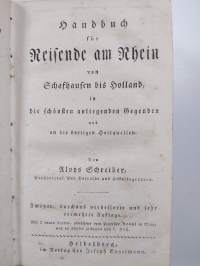 Handbuch
für
Reisende am Rhein
von
Schafhausen bis Holland,
in
die schönsten anliegenden Gegenden
und
an die dortigen Heilquellen.
Von
Aloys Schreiber,
Zweyte, durchaus verbesserte und sehr
vermehrte Auflage.
Heidelberg,
im Verlag bey Joseph Engelmann.